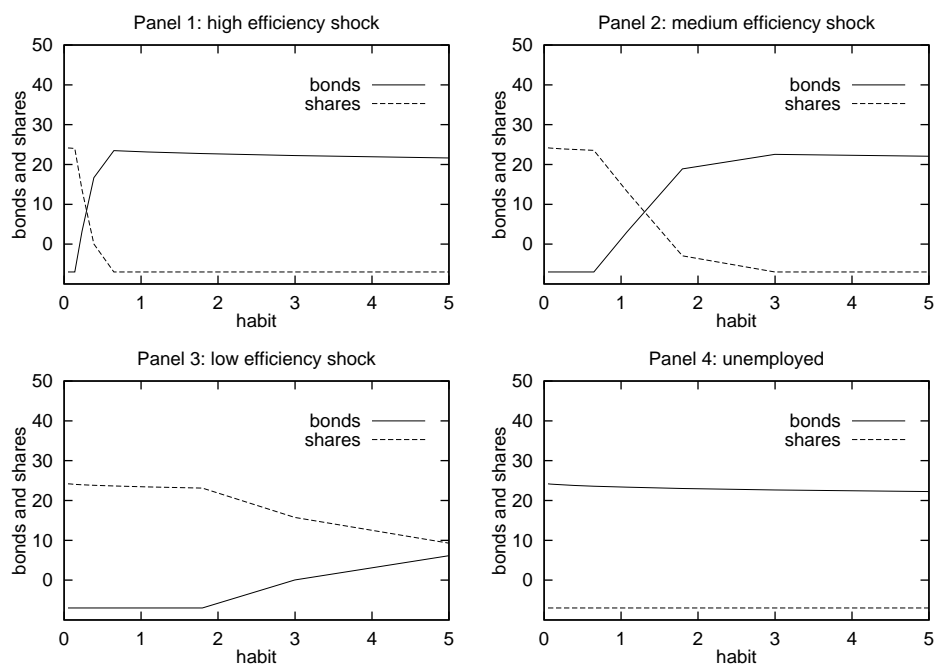 Panel 1: high efficiency shock
50
40
30
20
10
0
bonds and shares
bonds
shares
0 1 2 3 4 5
habit
Panel 2: medium efficiency shock
50
40
30
20
10
0
bonds and shares
bonds
shares
0 1 2 3 4 5
habit
Panel 3: low efficiency shock
50
40
30
20
10
0
bonds and shares
bonds
shares
0 1 2 3 4 5
habit
Panel 4: unemployed
50
40
30
20
10
0
bonds and shares
bonds
shares
0 1 2 3 4 5
habit